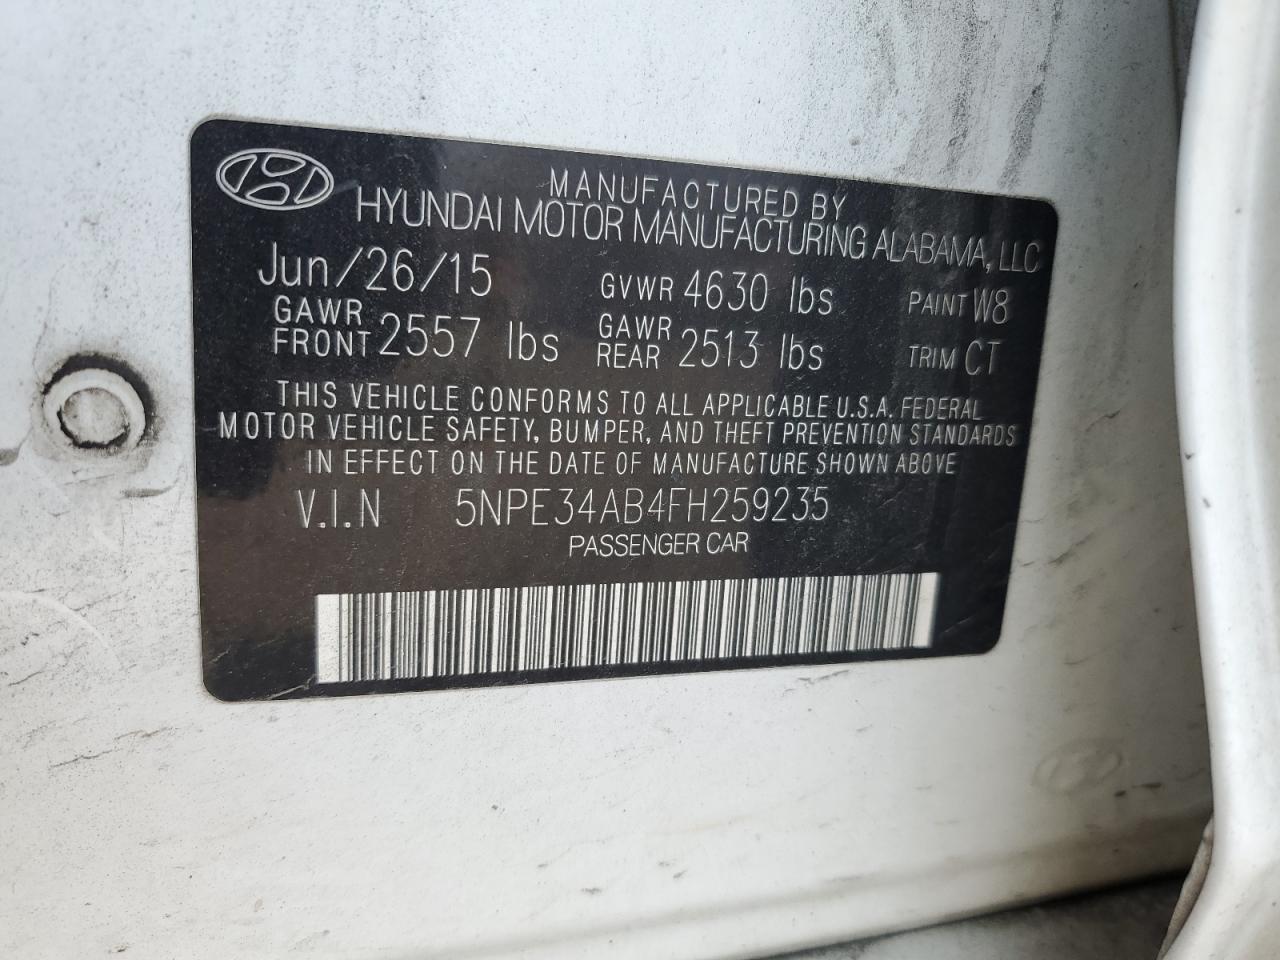 MANUFACTURED BY
HYUNDAI MOTOR MANUFACTURING ALABAMA, LLC
Jun/26/15 GVWR 4630 lbs PAINT W8
GAWR FRONT 2557 lbs GAWR REAR 2513 lbs TRIM CT
THIS VEHICLE CONFORMS TO ALL APPLICABLE U.S.A. FEDERAL
MOTOR VEHICLE SAFETY, BUMPER, AND THEFT PREVENTION STANDARDS
IN EFFECT ON THE DATE OF MANUFACTURE SHOWN ABOVE
V.I.N 5NPE34AB4FH259235
PASSENGER CAR